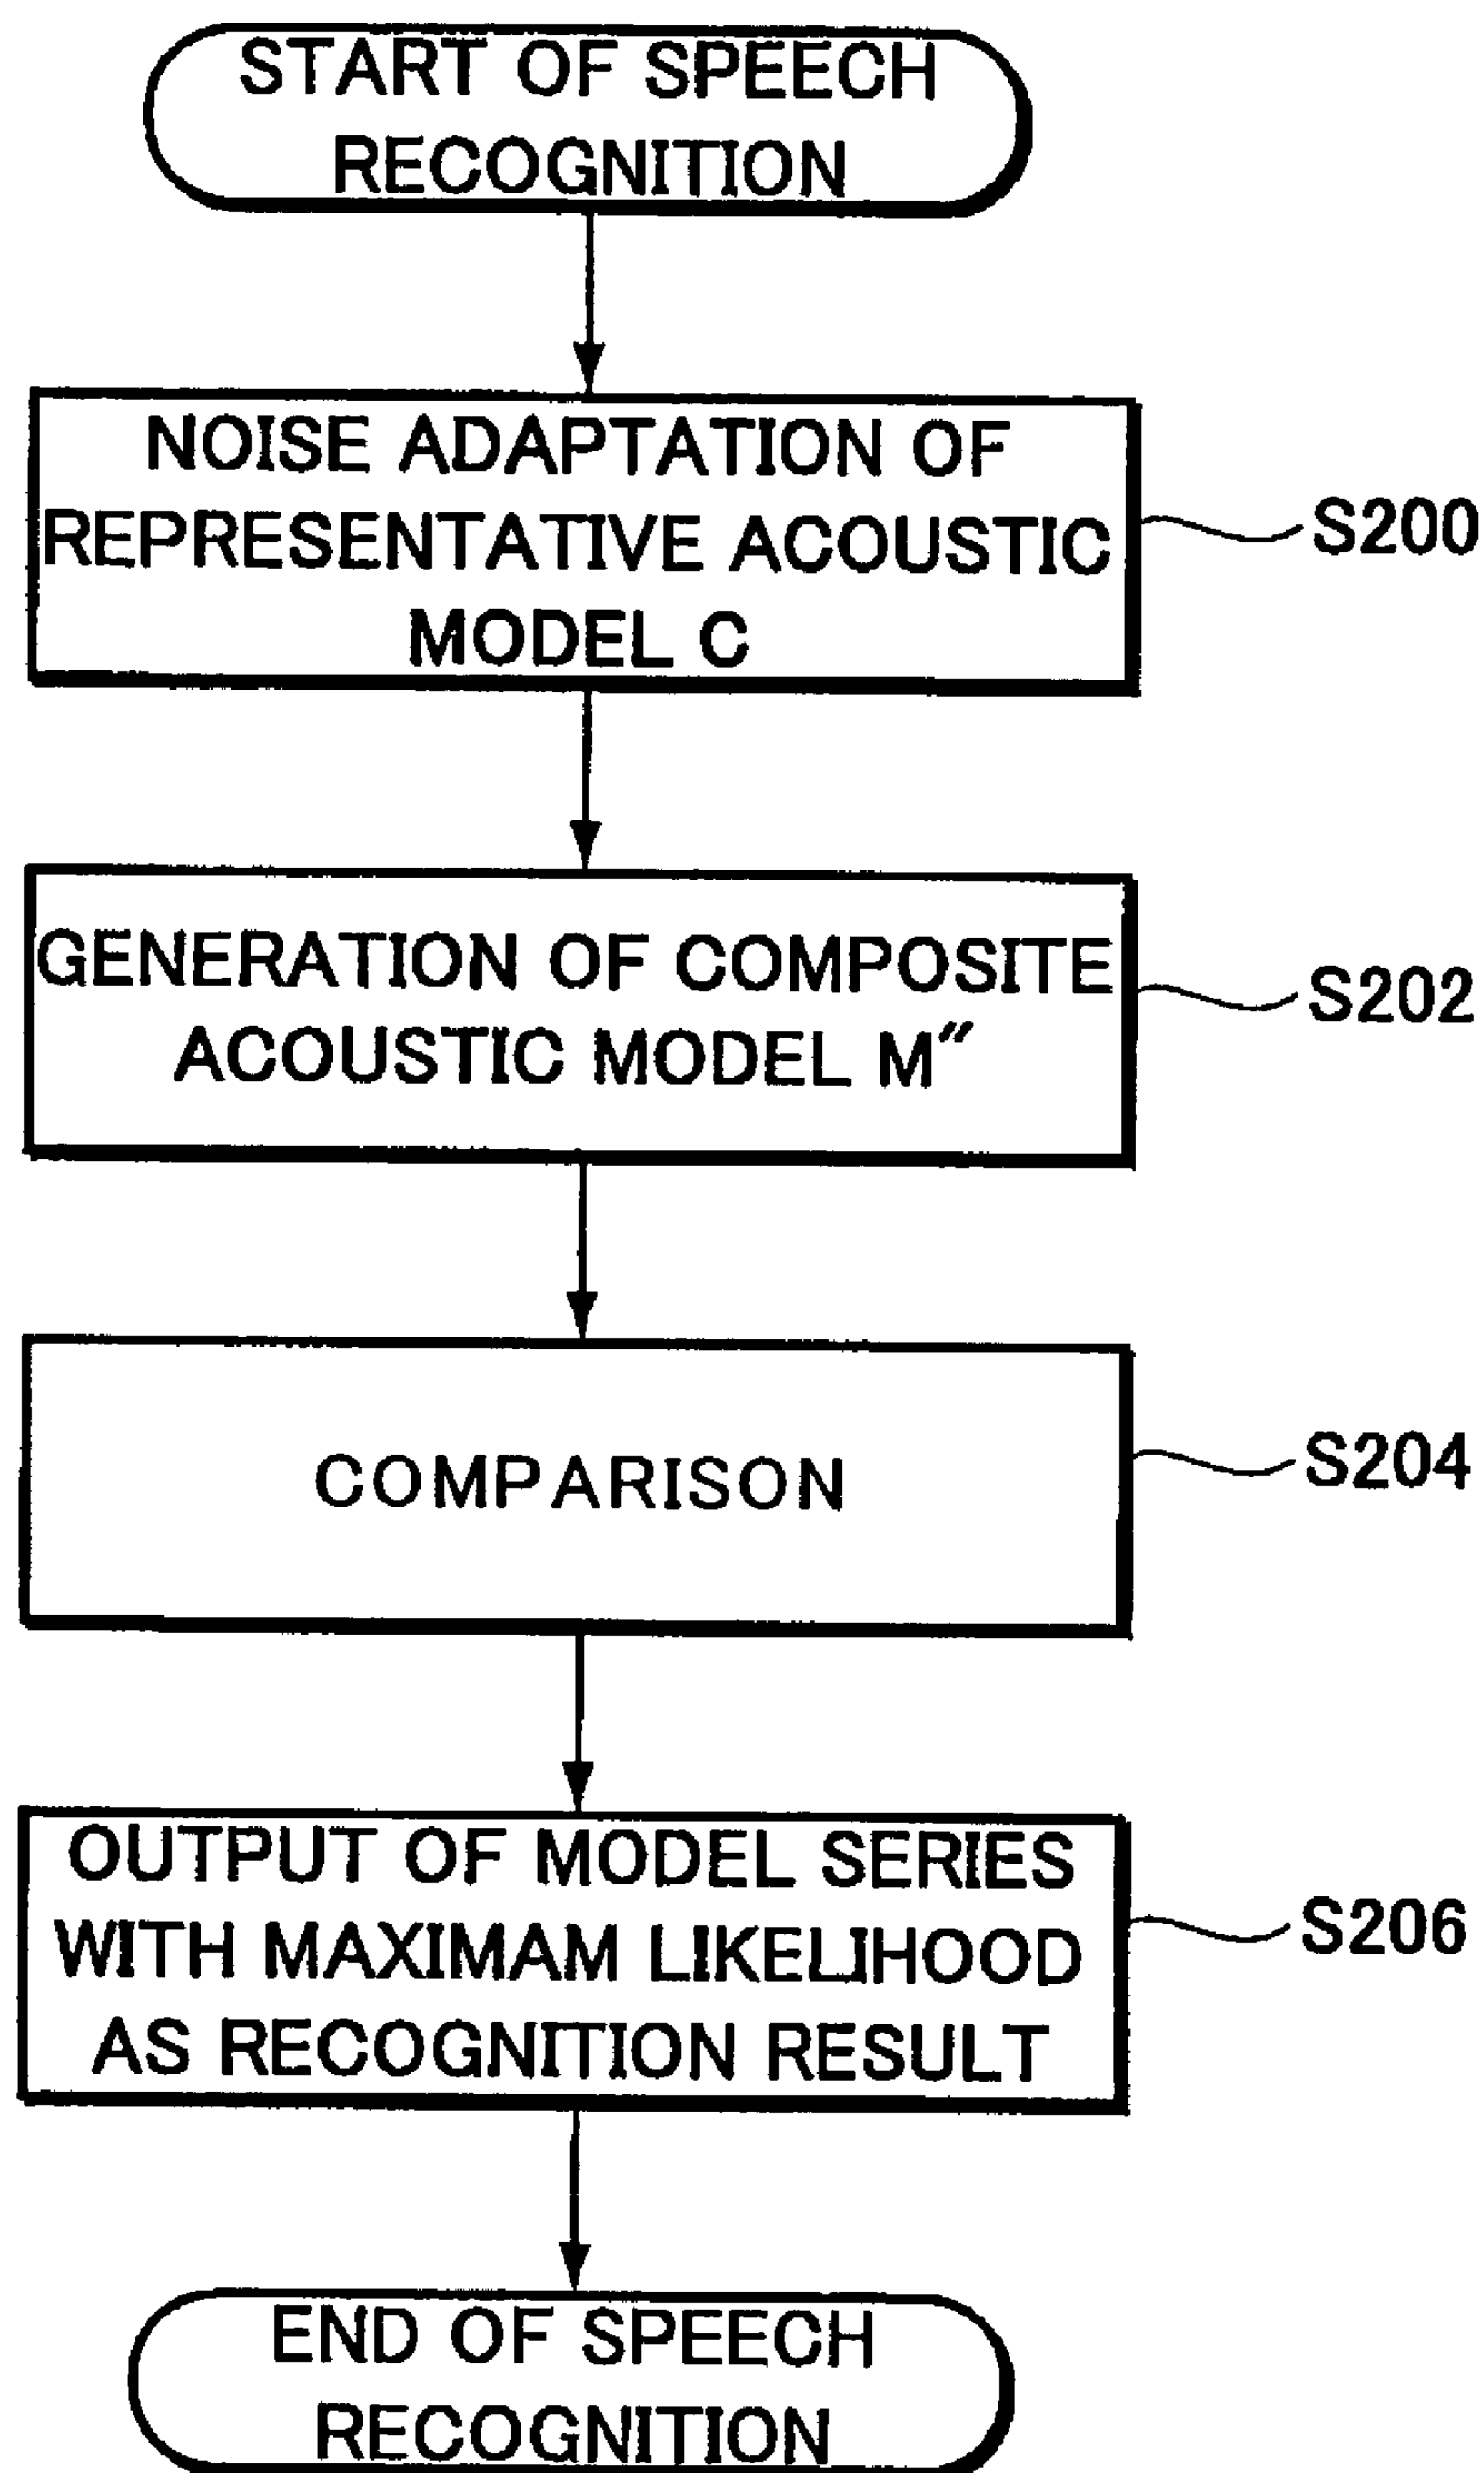 START OF SPEECH
RECOGNITION
NOISE ADAPTATION OF
REPRESENTATIVE ACOUSTIC
MODEL C
S200
GENERATION OF COMPOSITE
ACOUSTIC MODEL M"
S202
COMPARISON
S204
OUTPUT OF MODEL SERIES
WITH MAXIMAM LIKELIHOOD
AS RECOGNITION RESULT
S206
END OF SPEECH
RECOGNITION